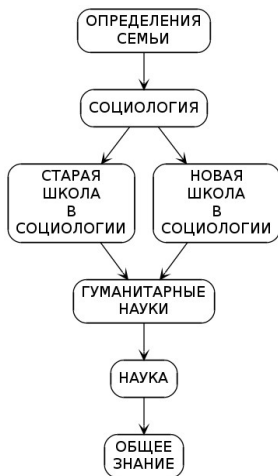 ОПРЕДЕЛЕНИЯ
СЕМЬИ
СОЦИОЛОГИЯ
СТАРАЯ
ШКОЛА
В
СОЦИОЛОГИИ
НОВАЯ
ШКОЛА
В
СОЦИОЛОГИИ
ГУМАНИТАРНЫЕ
НАУКИ
НАУКА
ОБЩЕЕ
ЗНАНИЕ